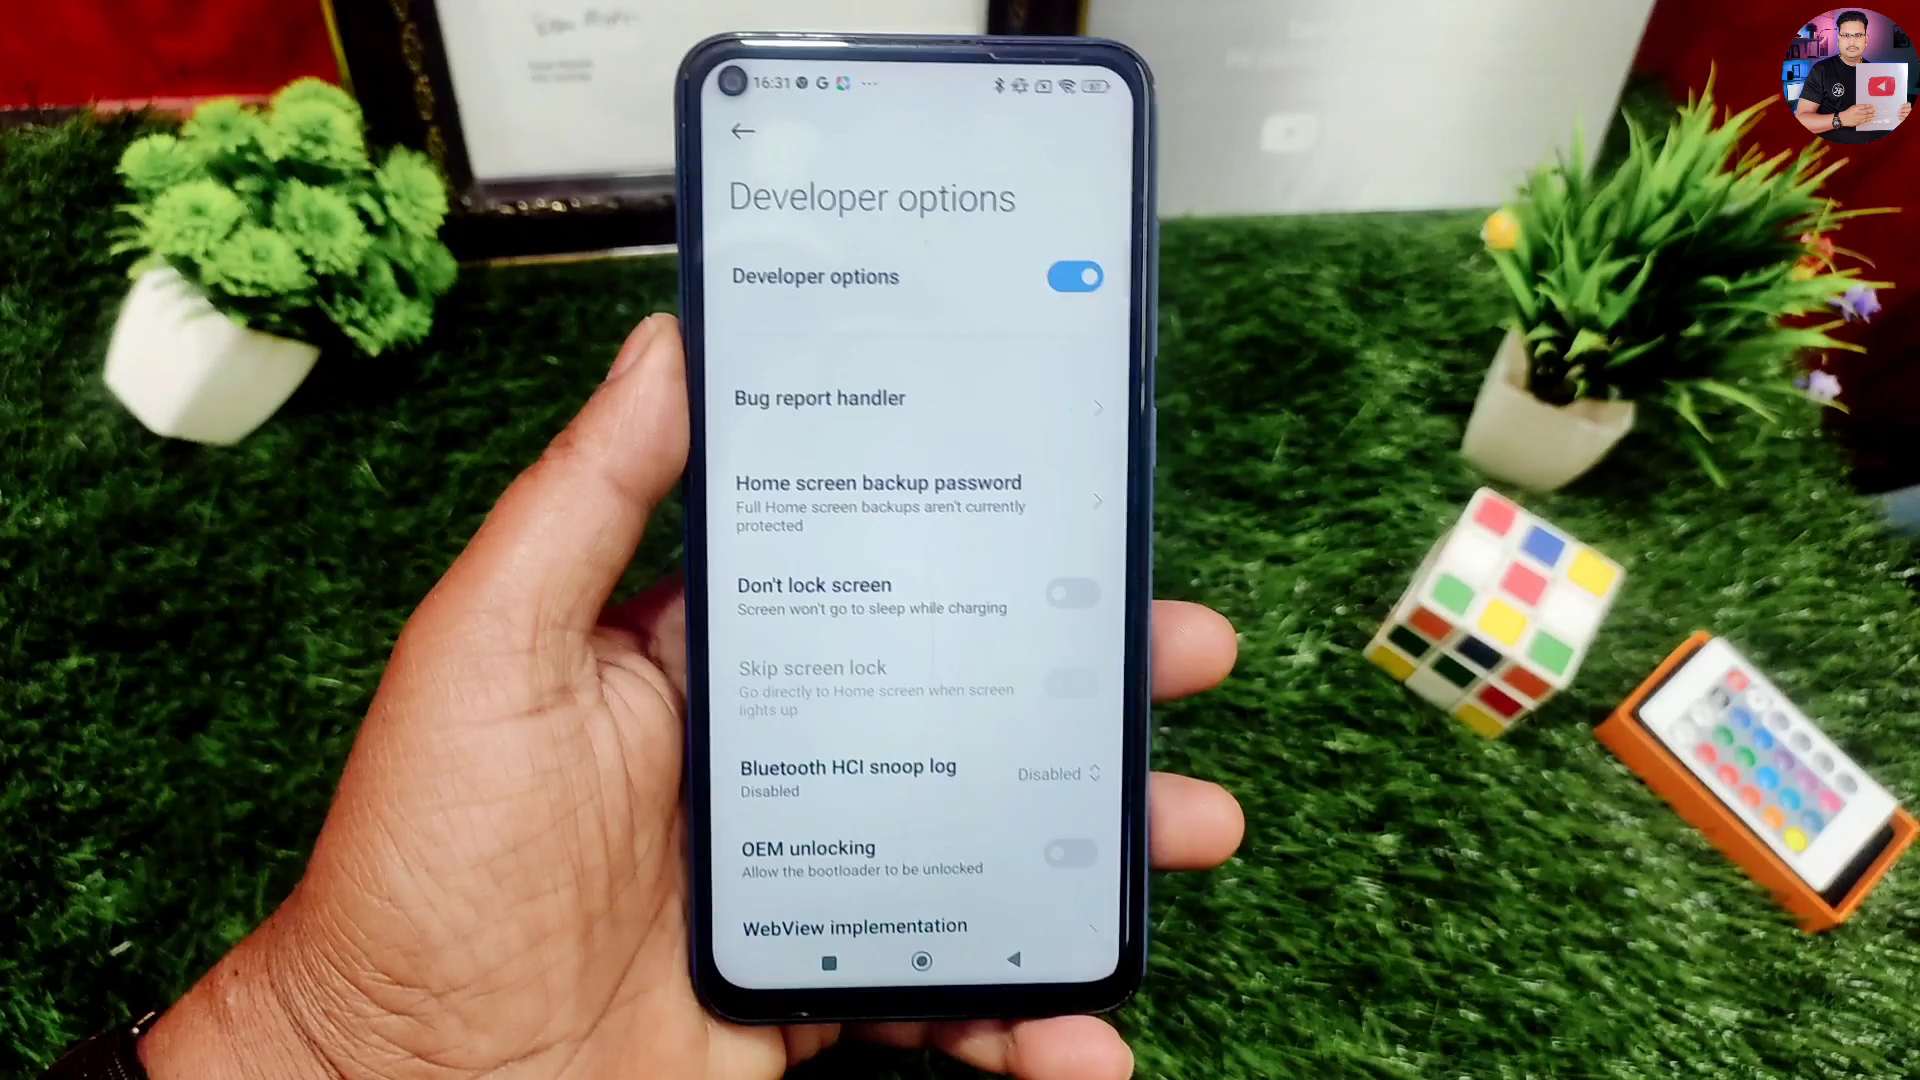 16:31
Developer options
Developer options
Bug report handler
Home screen backup password
Full Home screen backups aren't currently
protected
Don't lock screen
Screen won't go to sleep while charging
Skip screen lock
Go directly to Home screen when screen
lights up
Bluetooth HCI snoop log
Disabled
Disabled
OEM unlocking
Allow the bootloader to be unlocked
WebView implementation